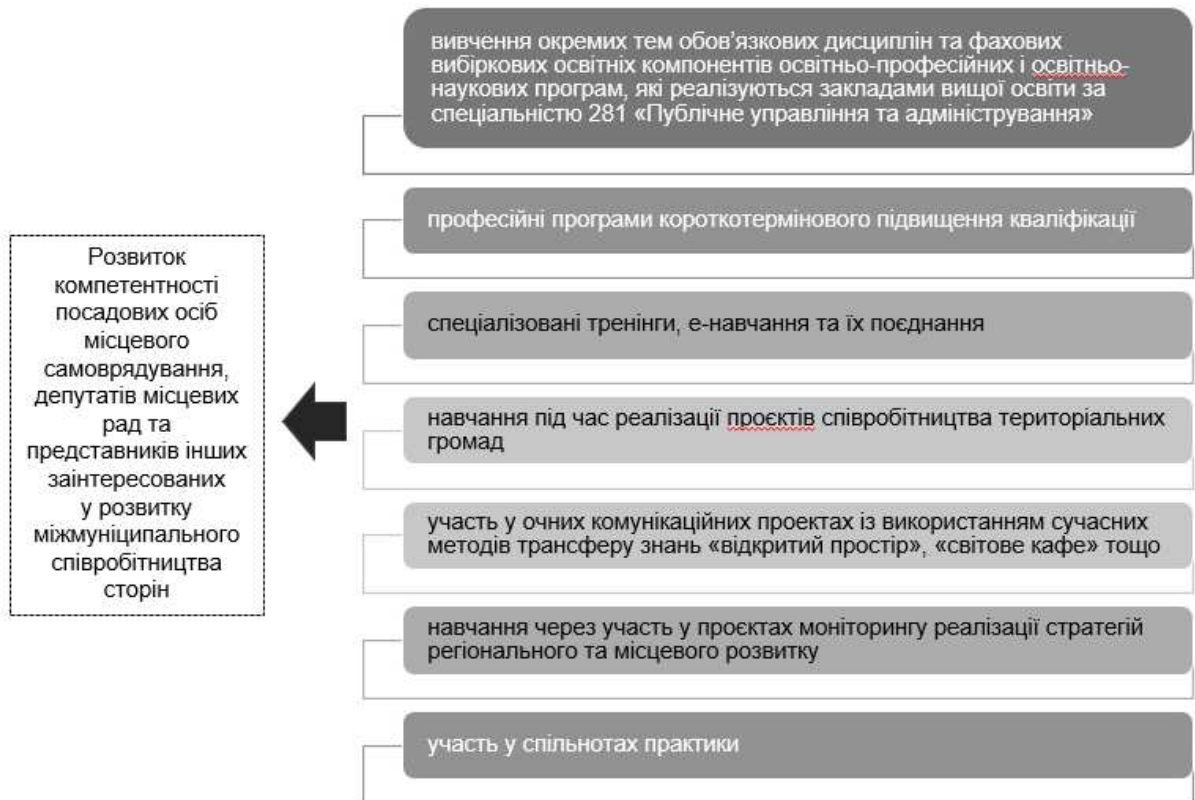 вивчення окремих тем обов’язкових дисциплін та фахових
вибіркових освітніх компонентів освітньо-професійних і освітньо-
наукових програм, які реалізуються закладами вищої освіти за
спеціальністю 281 «Публічне управління та адміністрування»
професійні програми короткотермінового підвищення кваліфікації
Розвиток
компетентності
посадових осіб
місцевого
самоврядування,
депутатів місцевих
рад та
представників інших
заінтересованих
у розвитку
міжмуніципального
співробітництва
сторін
спеціалізовані тренінги, е-навчання та їх поєднання
навчання під час реалізації проєктів співробітництва територіальних
громад
участь у очних комунікаційних проектах із використанням сучасних
методів трансферу знань «відкритий простір», «світове кафе» тощо
навчання через участь у проєктах моніторингу реалізації стратегій
регіонального та місцевого розвитку
участь у спільнотах практики